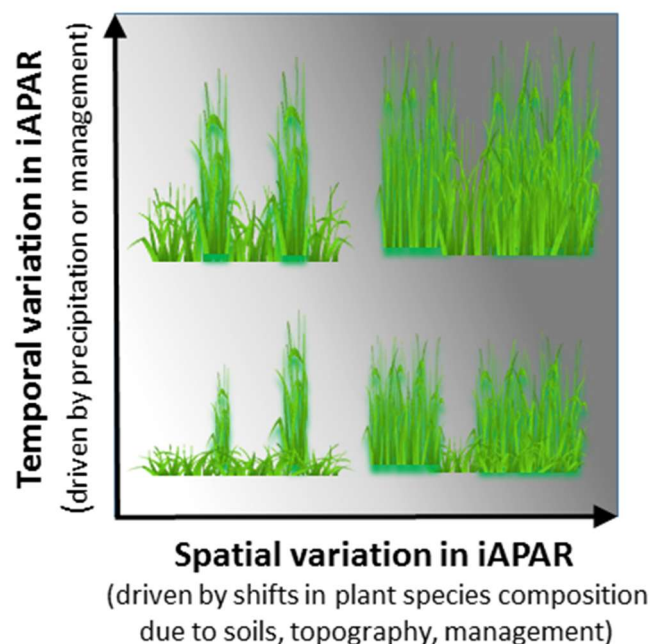 Temporal variation in iAPAR
(driven by precipitation or management)
Spatial variation in iAPAR
(driven by shifts in plant species composition
due to soils, topography, management)